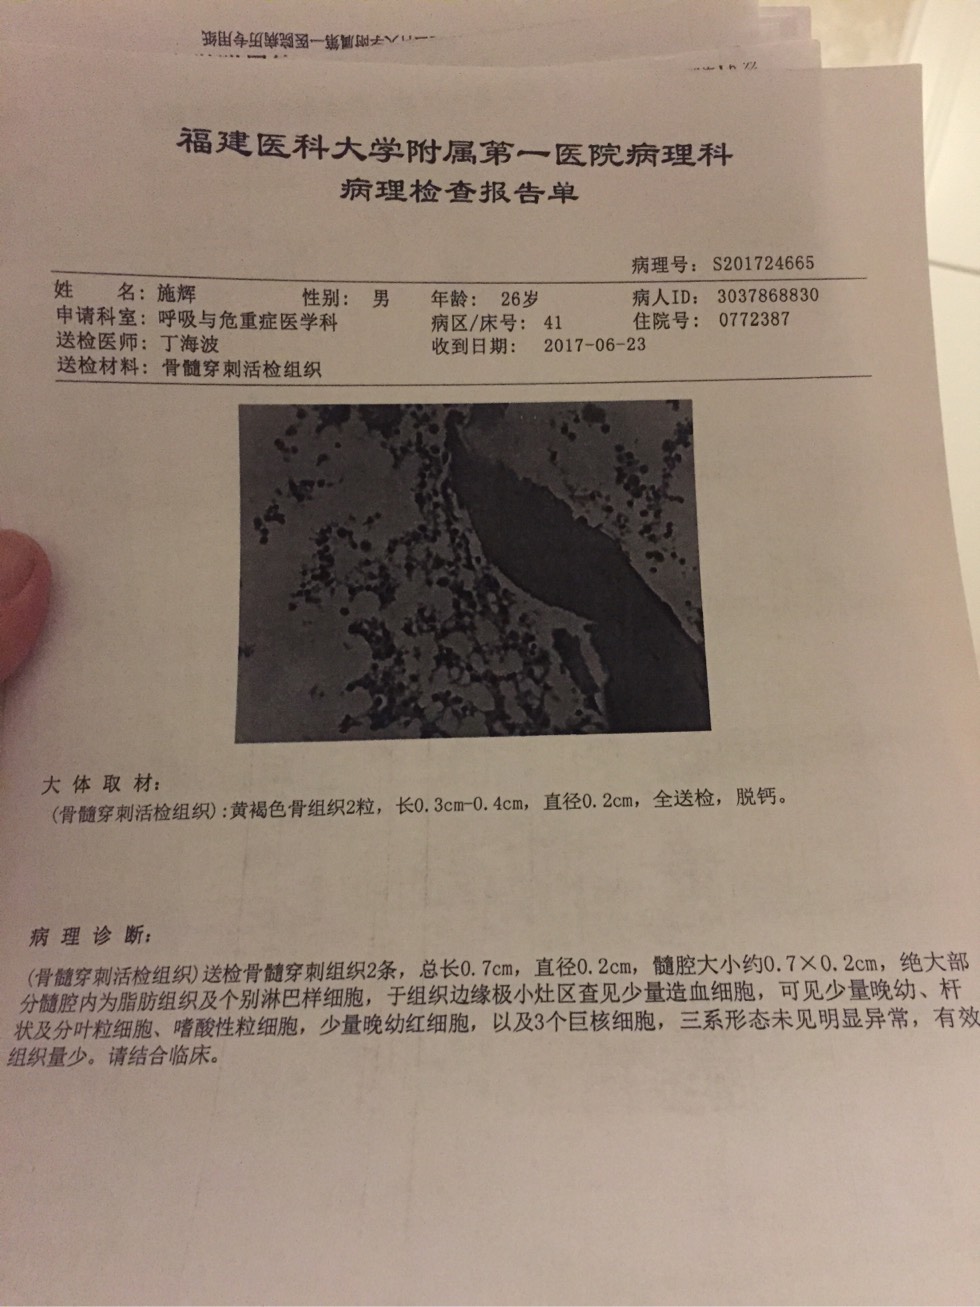 大学附属第一医院病历专用纸
福建医科大学附属第一医院病理科
病理检查报告单
病理号: S201724665
姓 名: 施辉 性别: 男 年龄: 26岁 病人ID: 3037868830
申请科室: 呼吸与危重症医学科 病区/床号: 41 住院号: 0772387
送检医师: 丁海波 收到日期: 2017-06-23
送检材料: 骨髓穿刺活检组织
大 体 取 材:
(骨髓穿刺活检组织):黄褐色骨组织2粒, 长0.3cm-0.4cm, 直径0.2cm, 全送检, 脱钙。
病 理 诊 断:
(骨髓穿刺活检组织)送检骨髓穿刺组织2条, 总长0.7cm, 直径0.2cm, 髓腔大小约0.7×0.2cm, 绝大部
分髓腔内为脂肪组织及个别淋巴样细胞, 于组织边缘极小灶区查见少量造血细胞, 可见少量晚幼、杆
状及分叶粒细胞、嗜酸性粒细胞, 少量晚幼红细胞, 以及3个巨核细胞, 三系形态未见明显异常, 有效
组织量少。请结合临床。